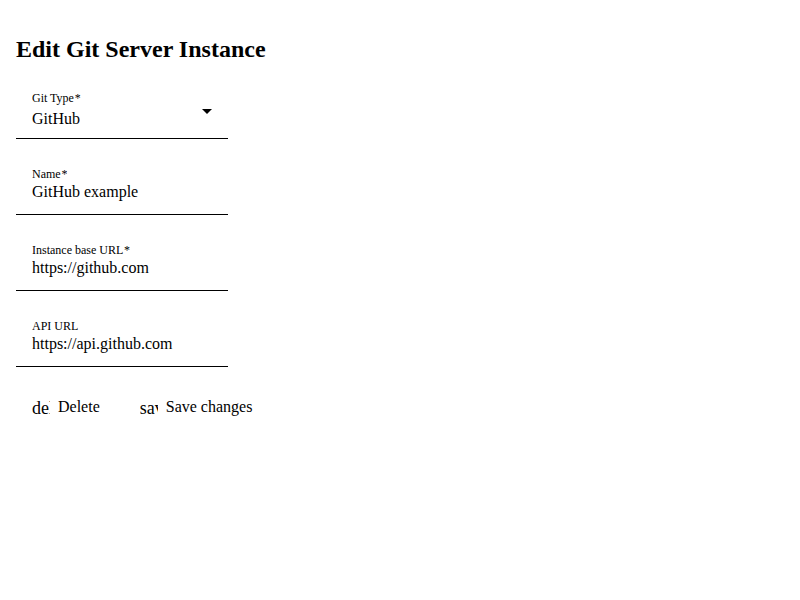 Edit Git Server Instance
Git Type*
GitHub
Name*
GitHub example
Instance base URL*
https://github.com
API URL
https://api.github.com
de Delete sav Save changes